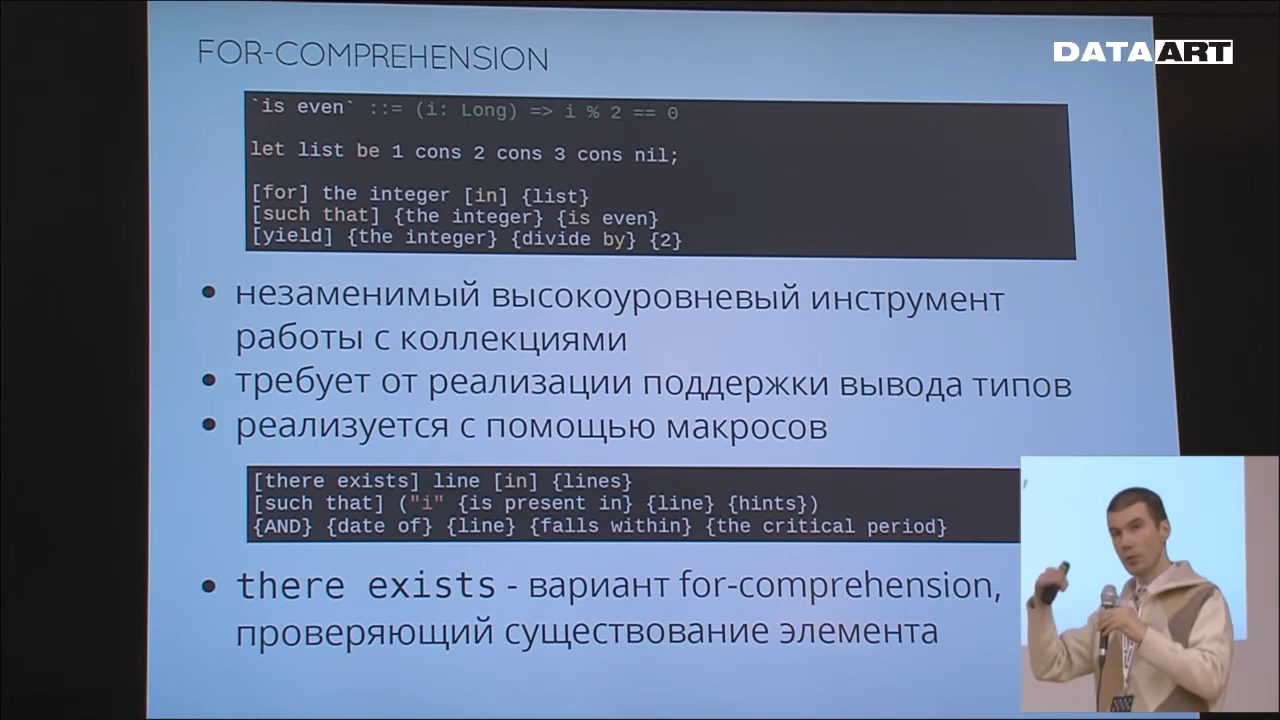 FOR-COMPREHENSION
DATAART
`is even` ::= (i: Long) => i % 2 == 0
let list be 1 cons 2 cons 3 cons nil;
[for] the integer [in] {list}
[such that] {the integer} {is even}
[yield] {the integer} {divide by} {2}
• незаменимый высокоуровневый инструмент
работы с коллекциями
• требует от реализации поддержки вывода типов
• реализуется с помощью макросов
[there exists] line [in] {lines}
[such that] ("i" {is present in} {line} {hints})
{AND} {date of} {line} {falls within} {the critical period}
• there exists - вариант for-comprehension,
проверяющий существование элемента